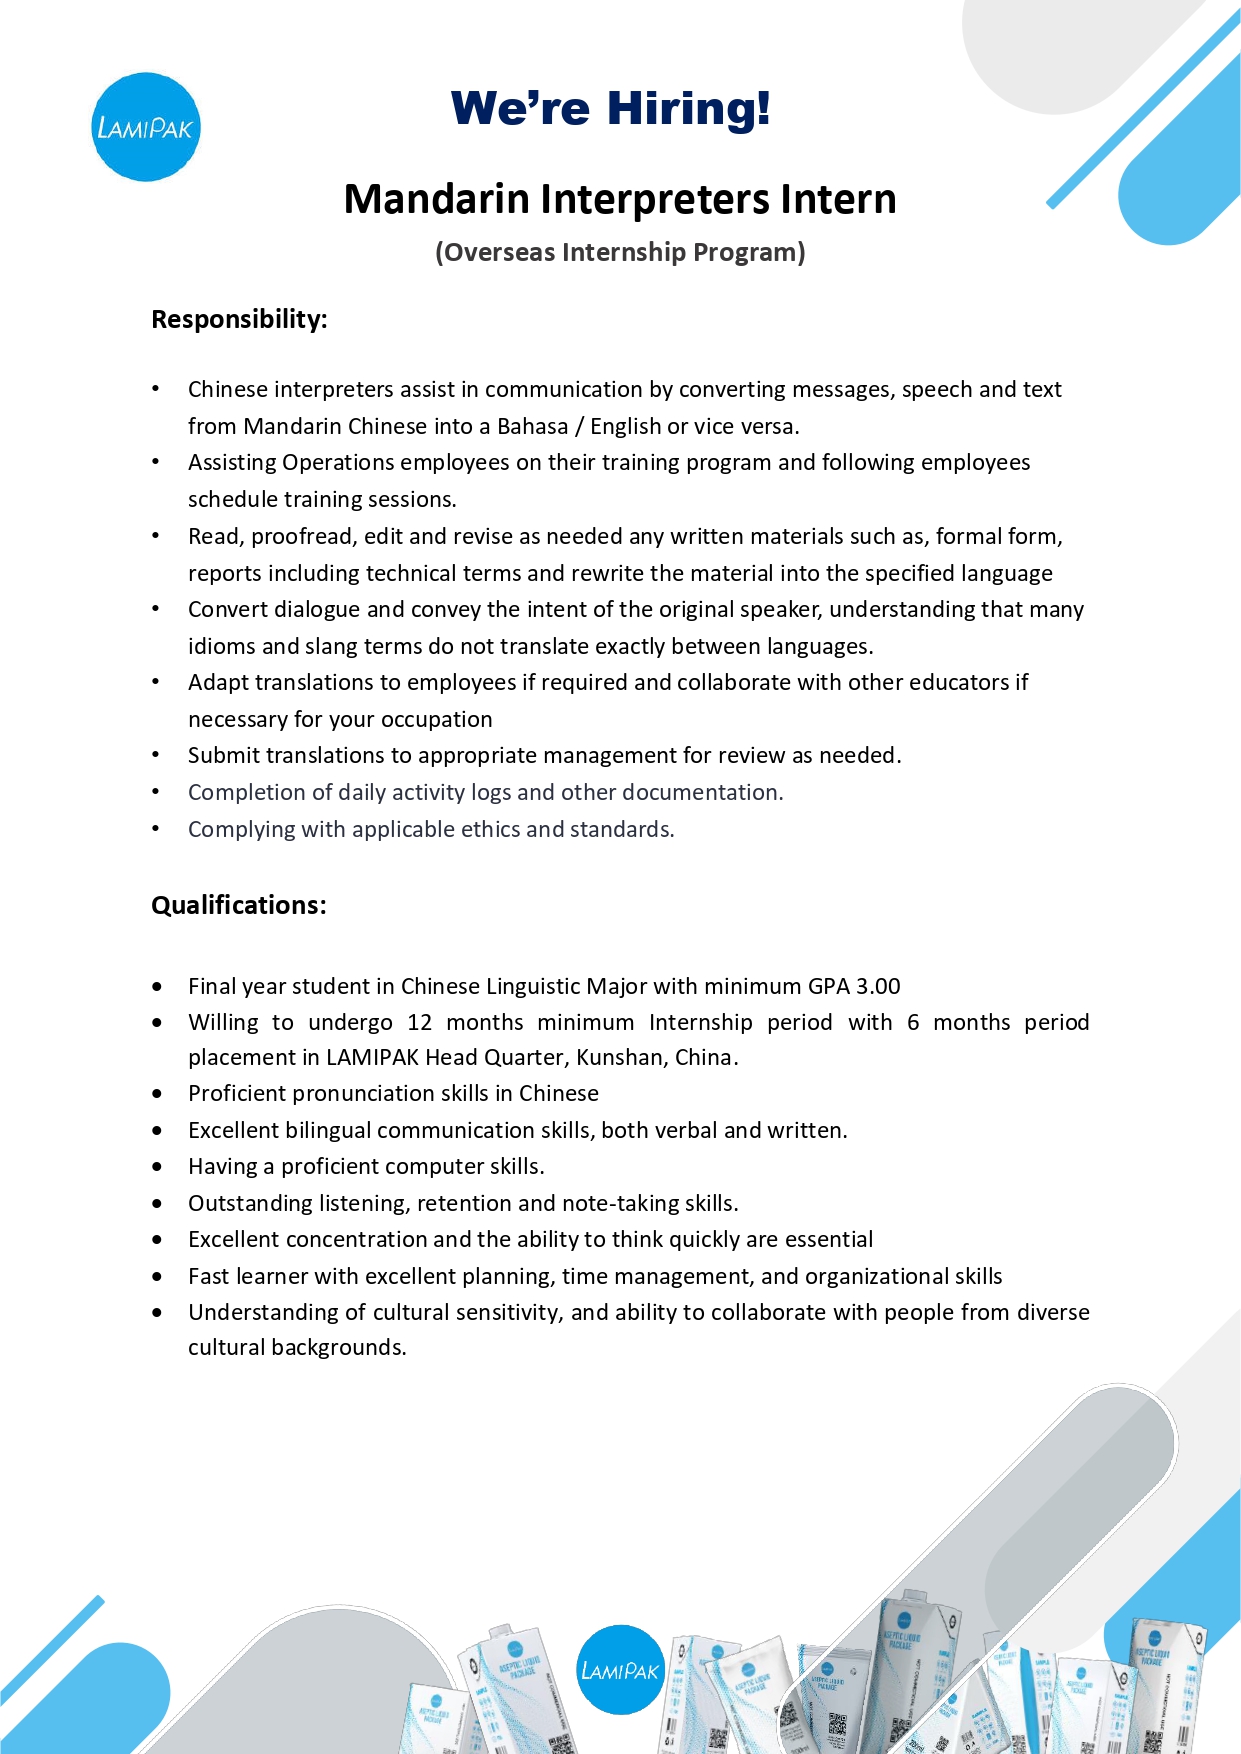 LAMIPAK
We’re Hiring!
Mandarin Interpreters Intern
(Overseas Internship Program)
Responsibility:
• Chinese interpreters assist in communication by converting messages, speech and text
from Mandarin Chinese into a Bahasa / English or vice versa.
• Assisting Operations employees on their training program and following employees
schedule training sessions.
• Read, proofread, edit and revise as needed any written materials such as, formal form,
reports including technical terms and rewrite the material into the specified language
• Convert dialogue and convey the intent of the original speaker, understanding that many
idioms and slang terms do not translate exactly between languages.
• Adapt translations to employees if required and collaborate with other educators if
necessary for your occupation
• Submit translations to appropriate management for review as needed.
• Completion of daily activity logs and other documentation.
• Complying with applicable ethics and standards.
Qualifications:
• Final year student in Chinese Linguistic Major with minimum GPA 3.00
• Willing to undergo 12 months minimum Internship period with 6 months period
placement in LAMIPAK Head Quarter, Kunshan, China.
• Proficient pronunciation skills in Chinese
• Excellent bilingual communication skills, both verbal and written.
• Having a proficient computer skills.
• Outstanding listening, retention and note-taking skills.
• Excellent concentration and the ability to think quickly are essential
• Fast learner with excellent planning, time management, and organizational skills
• Understanding of cultural sensitivity, and ability to collaborate with people from diverse
cultural backgrounds.
ASEPTIC LIQUID
PACKAGE
LAMIPAK
ASEPTIC LIQUID
PACKAGE
ASEPTIC LIQUID
PACKAGE